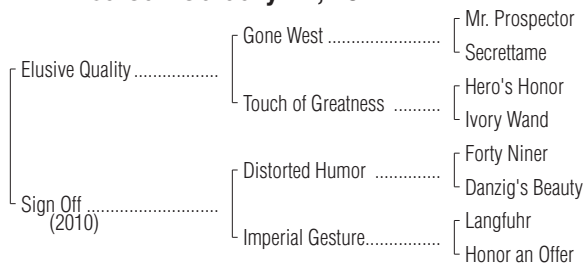 Gone West ........................
Mr. Prospector
Secrettame
Elusive Quality ..................
Touch of Greatness ..........
Hero's Honor
Ivory Wand
Distorted Humor ...............
Forty Niner
Danzig's Beauty
Sign Off ............................
(2010)
Imperial Gesture.................
Langfuhr
Honor an Offer